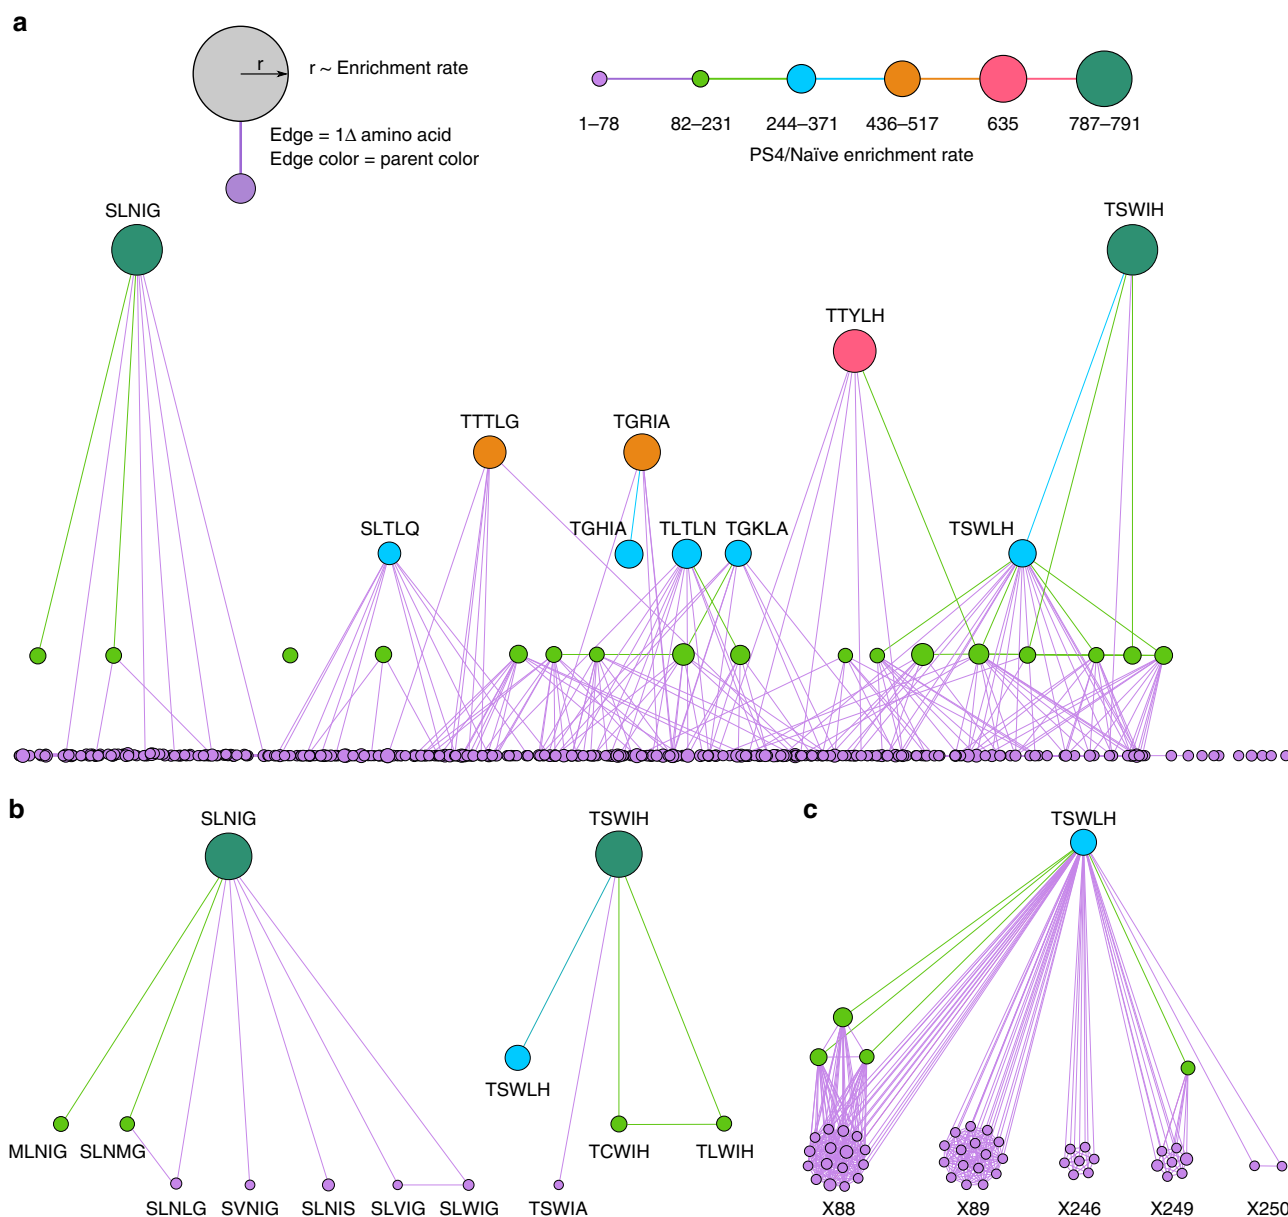 a
r
r ~ Enrichment rate
Edge = 1Δ amino acid
Edge color = parent color
1–78 82–231 244–371 436–517 635 787–791
PS4/Naïve enrichment rate
SLNIG TSWIH
TTYLH
TTTLG TGRIA
SLTLQ TGHIA TLTLN TGKLA TSWLH
b
SLNIG TSWIH
TSWLH
MLNIG SLNMG TCWIH TLWIH
SLNLG SVNIG SLNIS SLVIG SLWIG TSWIA
c
TSWLH
X88 X89 X246 X249 X250